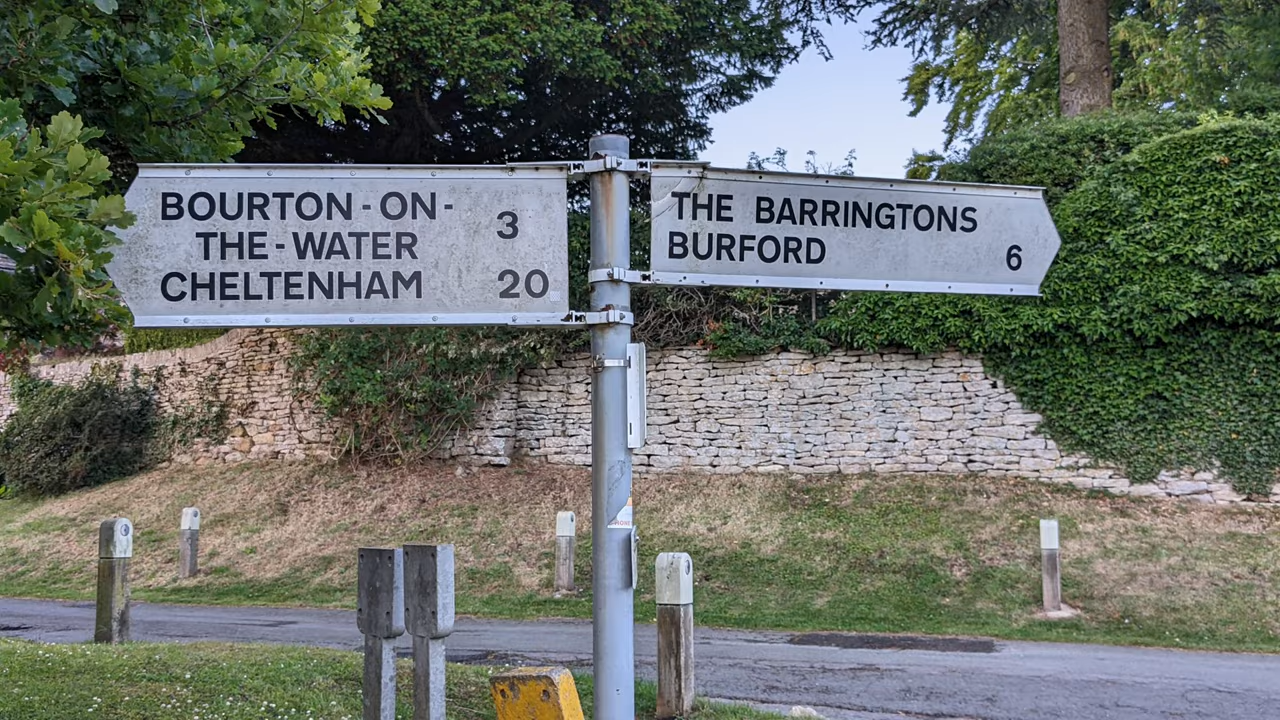 BOURTON-ON- 3
THE-WATER
CHELTENHAM 20
THE BARRINGTONS
BURFORD 6